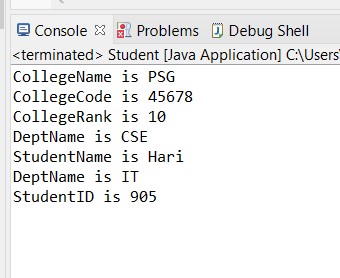 Console Problems Debug Shell
<terminated> Student [Java Application] C:\Users\
CollegeName is PSG
CollegeCode is 45678
CollegeRank is 10
DeptName is CSE
StudentName is Hari
DeptName is IT
StudentID is 905